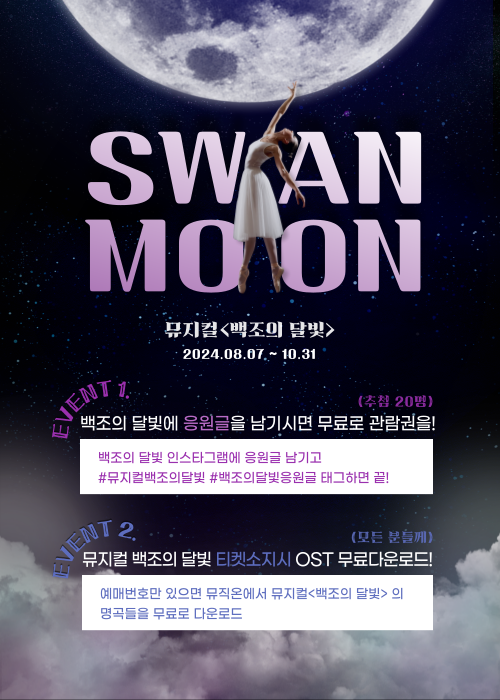 SWAN
MOON
뮤지컬<백조의 달빛>
2024.08.07 ~ 10.31
EVENT 1.
(추첨 20명)
백조의 달빛에 응원글을 남기시면 무료로 관람권을!
백조의 달빛 인스타그램에 응원글 남기고
#뮤지컬백조의달빛 #백조의달빛응원글 태그하면 끝!
EVENT 2.
(모든 분들께)
뮤지컬 백조의 달빛 티켓소지시 OST 무료다운로드!
예매번호만 있으면 뮤직온에서 뮤지컬<백조의 달빛> 의
명곡들을 무료로 다운로드